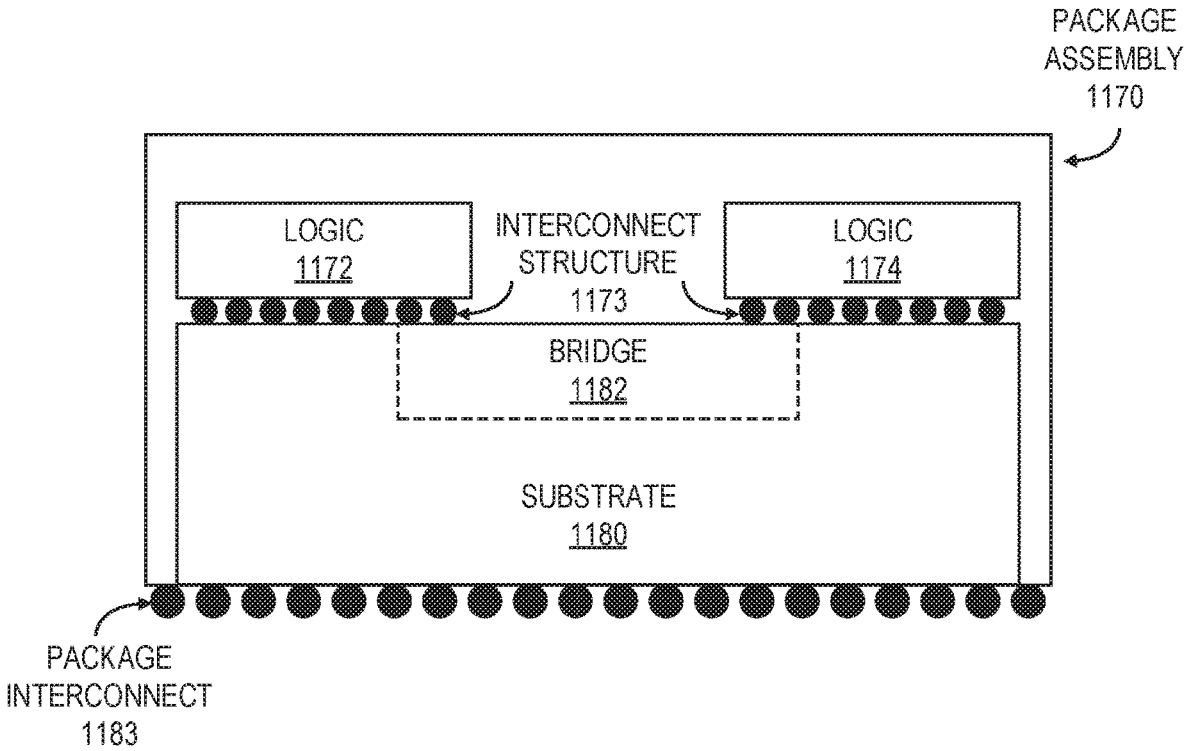 PACKAGE
ASSEMBLY
1170
LOGIC
1172
INTERCONNECT
STRUCTURE
1173
LOGIC
1174
BRIDGE
1182
SUBSTRATE
1180
PACKAGE
INTERCONNECT
1183